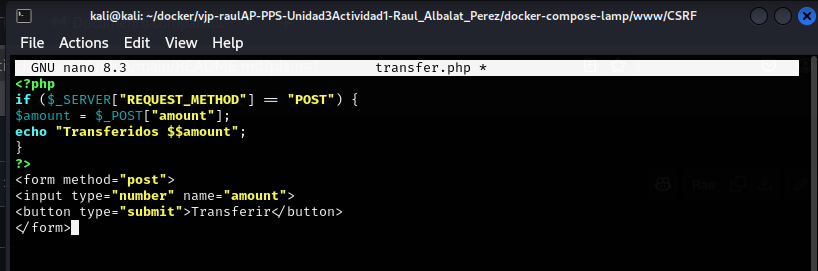 kali@kali: ~/docker/vjp-raulAP-PPS-Unidad3Actividad1-Raul_Albalat_Perez/docker-compose-lamp/www/CSRF
File Actions Edit View Help
GNU nano 8.3 transfer.php *
<?php
if ($_SERVER["REQUEST_METHOD"] == "POST") {
$amount = $_POST["amount"];
echo "Transferidos $$amount";
}
?>
<form method="post">
<input type="number" name="amount">
<button type="submit">Transferir</button>
</form>